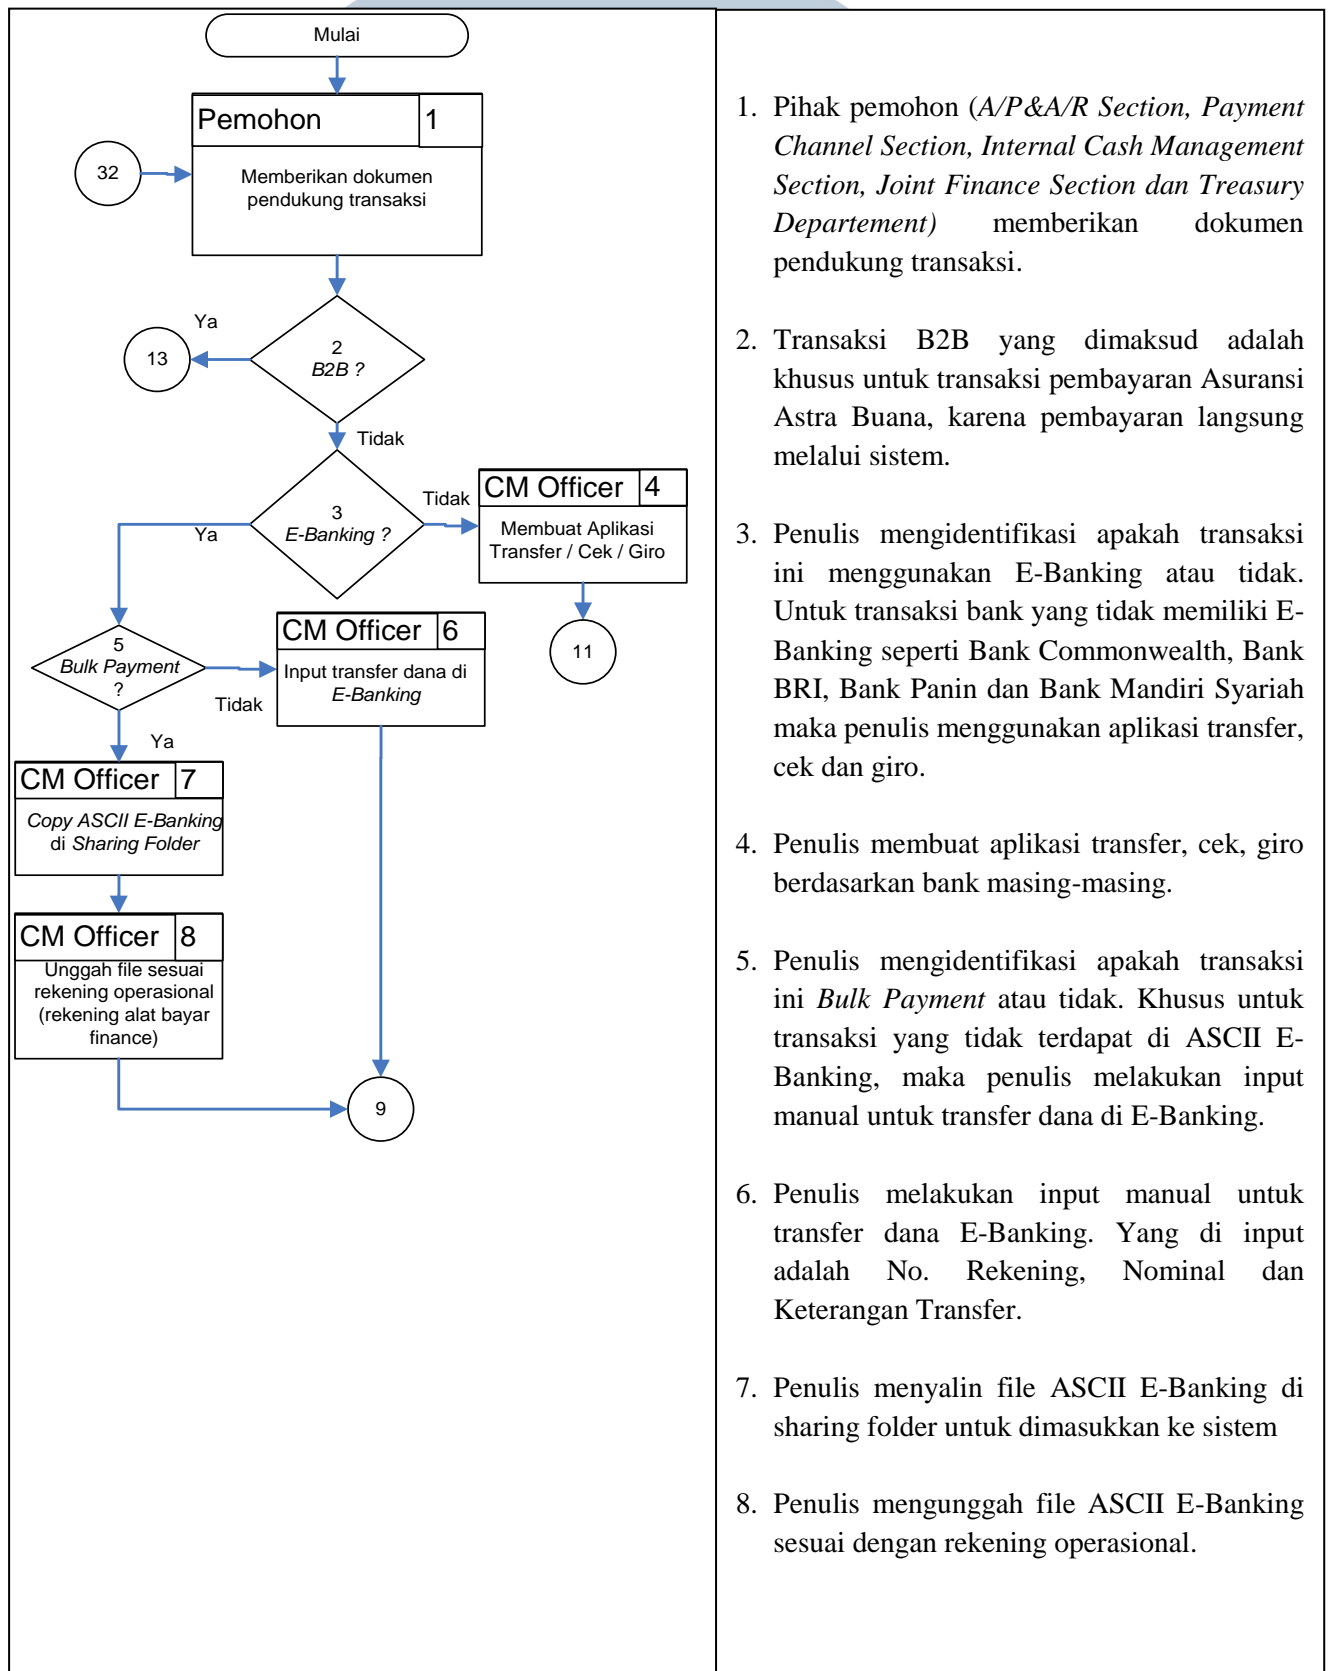 Mulai
Pemohon 1
32
Memberikan dokumen
pendukung transaksi
Ya
13
2
B2B ?
Tidak
3
E-Banking ?
Ya
Tidak
CM Officer 4
Membuat Aplikasi
Transfer / Cek / Giro
11
5
Bulk Payment
?
Tidak
CM Officer 6
Input transfer dana di
E-Banking
Ya
CM Officer 7
Copy ASCII E-Banking
di Sharing Folder
CM Officer 8
Unggah file sesuai
rekening operasional
(rekening alat bayar
finance)
9
1. Pihak pemohon (A/P&A/R Section, Payment
Channel Section, Internal Cash Management
Section, Joint Finance Section dan Treasury
Departement) memberikan dokumen
pendukung transaksi.
2. Transaksi B2B yang dimaksud adalah
khusus untuk transaksi pembayaran Asuransi
Astra Buana, karena pembayaran langsung
melalui sistem.
3. Penulis mengidentifikasi apakah transaksi
ini menggunakan E-Banking atau tidak.
Untuk transaksi bank yang tidak memiliki E-
Banking seperti Bank Commonwealth, Bank
BRI, Bank Panin dan Bank Mandiri Syariah
maka penulis menggunakan aplikasi transfer,
cek dan giro.
4. Penulis membuat aplikasi transfer, cek, giro
berdasarkan bank masing-masing.
5. Penulis mengidentifikasi apakah transaksi
ini Bulk Payment atau tidak. Khusus untuk
transaksi yang tidak terdapat di ASCII E-
Banking, maka penulis melakukan input
manual untuk transfer dana di E-Banking.
6. Penulis melakukan input manual untuk
transfer dana E-Banking. Yang di input
adalah No. Rekening, Nominal dan
Keterangan Transfer.
7. Penulis menyalin file ASCII E-Banking di
sharing folder untuk dimasukkan ke sistem
8. Penulis mengunggah file ASCII E-Banking
sesuai dengan rekening operasional.